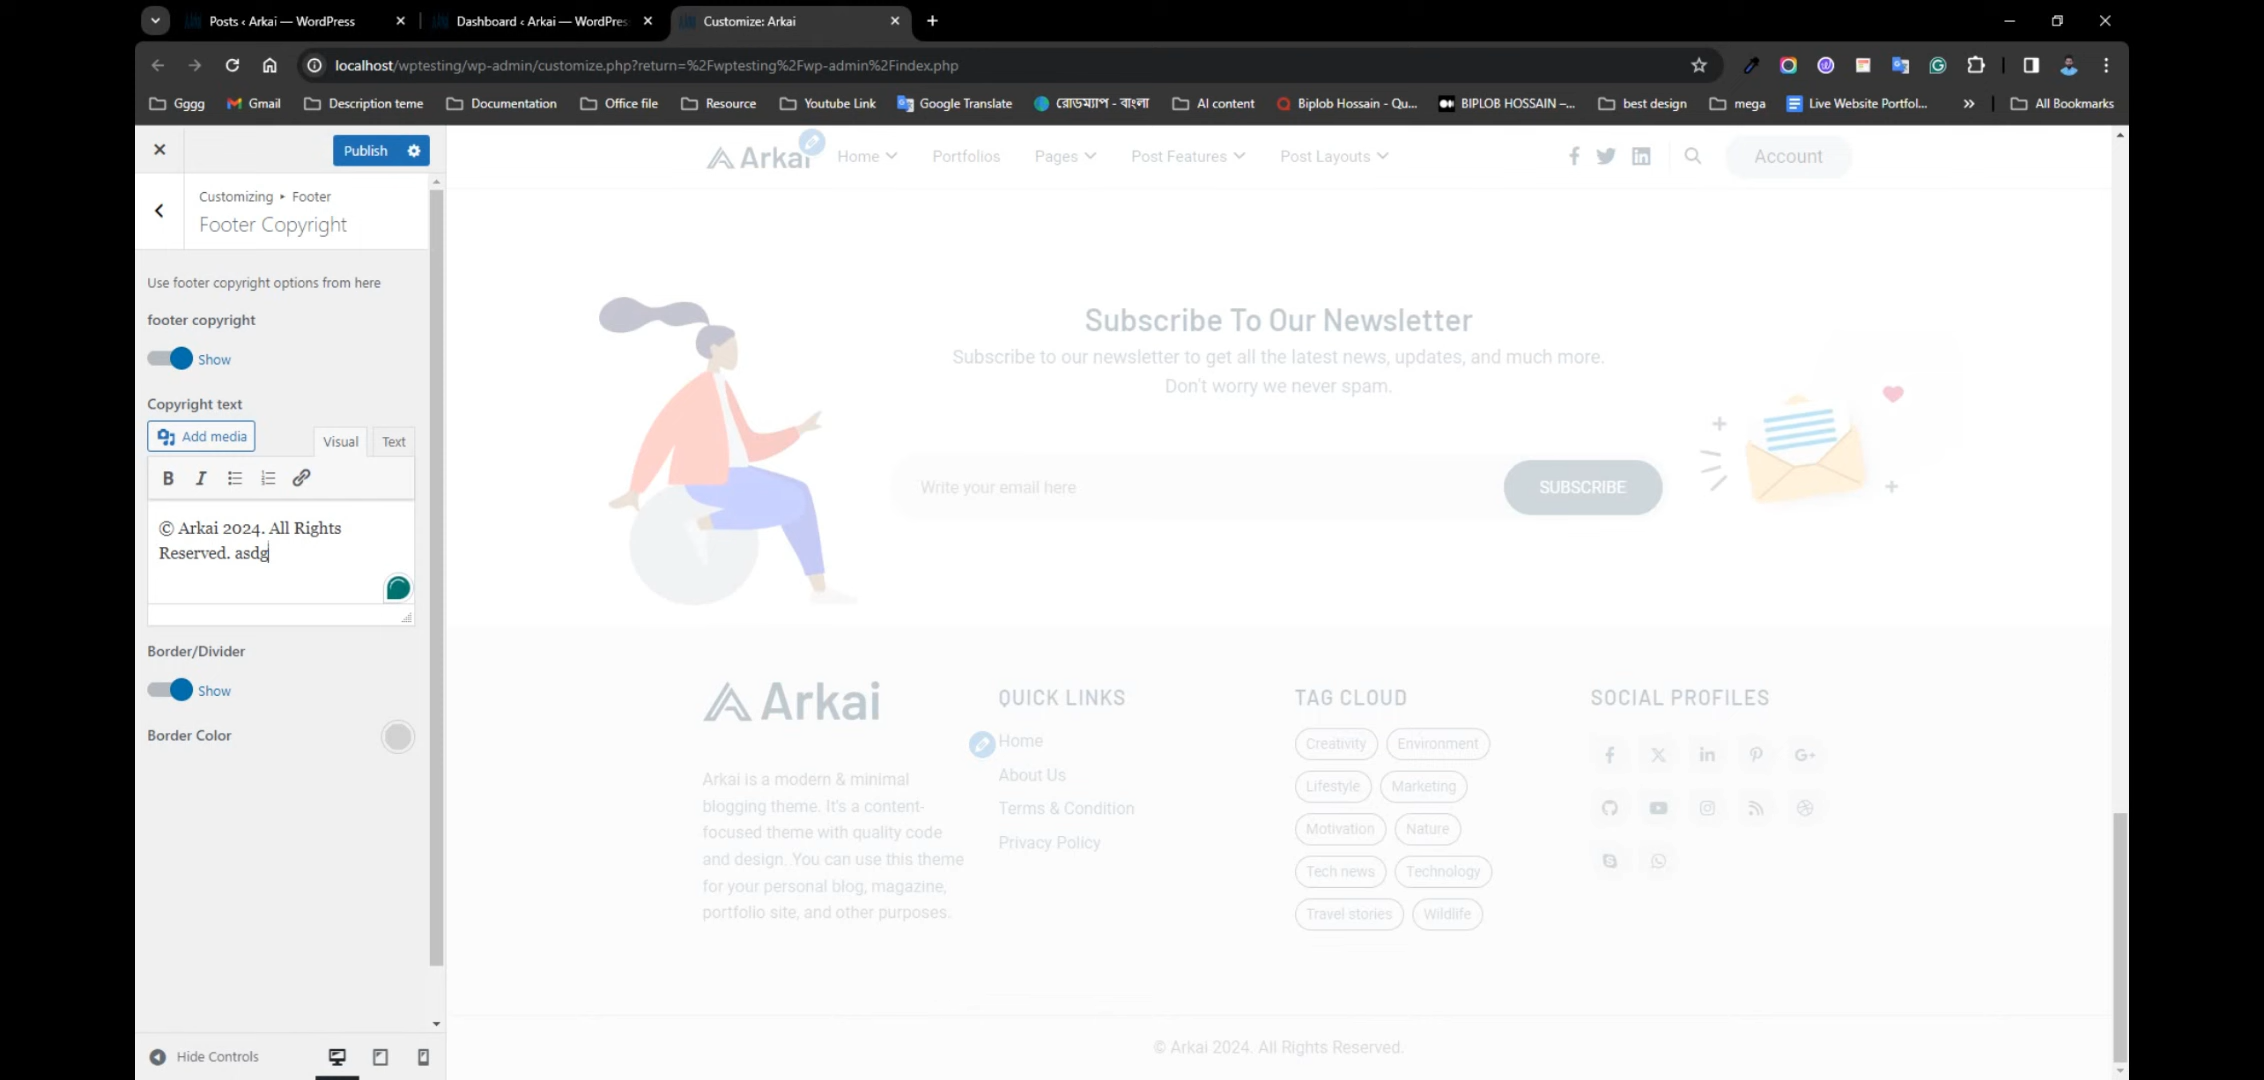 Posts ‹ Arkai — WordPress
Dashboard ‹ Arkai — WordPres
Customize: Arkai
localhost/wptesting/wp-admin/customize.php?return=%2Fwptesting%2Fwp-admin%2Findex.php
Gggg
Gmail
Description teme
Documentation
Office file
Resource
Youtube Link
Google Translate
রোডম্যাপ - বাংলা
AI content
Biplob Hossain - Qu...
BIPLOB HOSSAIN –...
best design
mega
Live Website Portfol...
»
All Bookmarks
Publish
Customizing ▸ Footer
Footer Copyright
Use footer copyright options from here
footer copyright
Show
Copyright text
Add media
Visual
Text
B I
© Arkai 2024. All Rights
Reserved. asdg
Border/Divider
Show
Border Color
Hide Controls
Arkai
Home
Portfolios
Pages
Post Features
Post Layouts
Account
Subscribe To Our Newsletter
Subscribe to our newsletter to get all the latest news, updates, and much more.
Don't worry we never spam.
Write your email here
SUBSCRIBE
Arkai
Arkai is a modern & minimal
blogging theme. It's a content-
focused theme with quality code
and design. You can use this theme
for your personal blog, magazine,
portfolio site, and other purposes.
QUICK LINKS
Home
About Us
Terms & Condition
Privacy Policy
TAG CLOUD
Creativity
Environment
Lifestyle
Marketing
Motivation
Nature
Tech news
Technology
Travel stories
Wildlife
SOCIAL PROFILES
© Arkai 2024. All Rights Reserved.